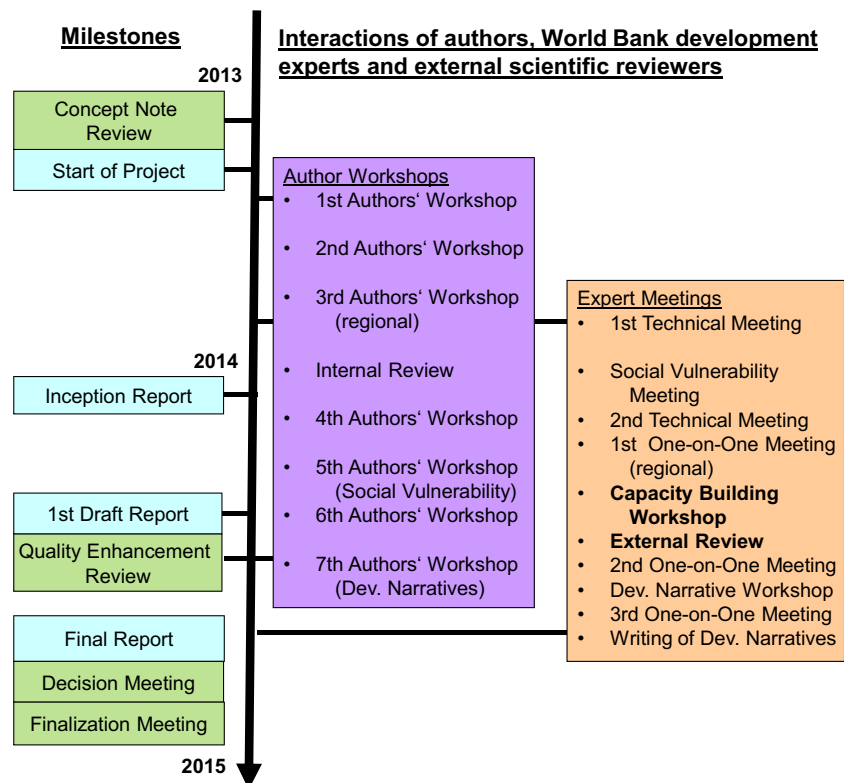 Milestones
2013
Concept Note
Review
Start of Project
2014
Inception Report
1st Draft Report
Quality Enhancement
Review
Final Report
Decision Meeting
Finalization Meeting
2015
Interactions of authors, World Bank development
experts and external scientific reviewers
Author Workshops
• 1st Authors‘ Workshop
• 2nd Authors‘ Workshop
• 3rd Authors‘ Workshop
(regional)
• Internal Review
• 4th Authors‘ Workshop
• 5th Authors‘ Workshop
(Social Vulnerability)
• 6th Authors‘ Workshop
• 7th Authors‘ Workshop
(Dev. Narratives)
Expert Meetings
• 1st Technical Meeting
• Social Vulnerability
Meeting
• 2nd Technical Meeting
• 1st One-on-One Meeting
(regional)
• Capacity Building
Workshop
• External Review
• 2nd One-on-One Meeting
• Dev. Narrative Workshop
• 3rd One-on-One Meeting
• Writing of Dev. Narratives